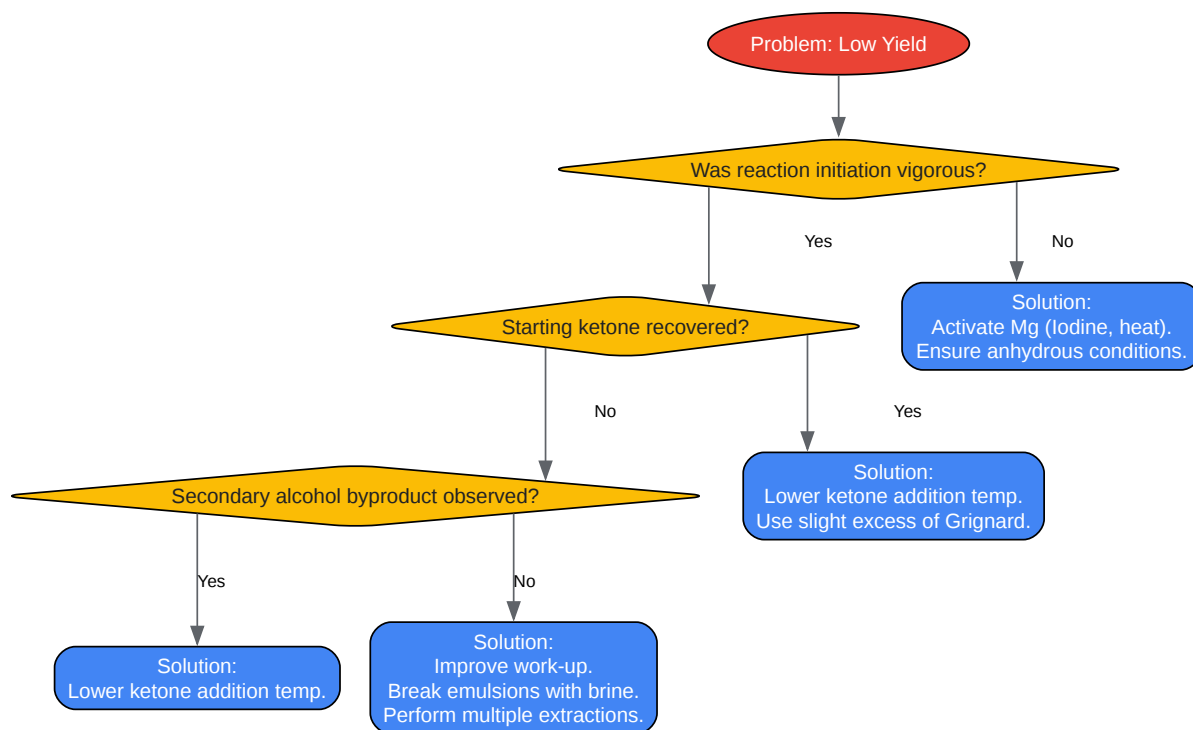 Problem: Low Yield
Was reaction initiation vigorous?
Yes
No
Solution:
Activate Mg (Iodine, heat).
Ensure anhydrous conditions.
Starting ketone recovered?
No
Yes
Solution:
Lower ketone addition temp.
Use slight excess of Grignard.
Secondary alcohol byproduct observed?
Yes
No
Solution:
Lower ketone addition temp.
Solution:
Improve work-up.
Break emulsions with brine.
Perform multiple extractions.